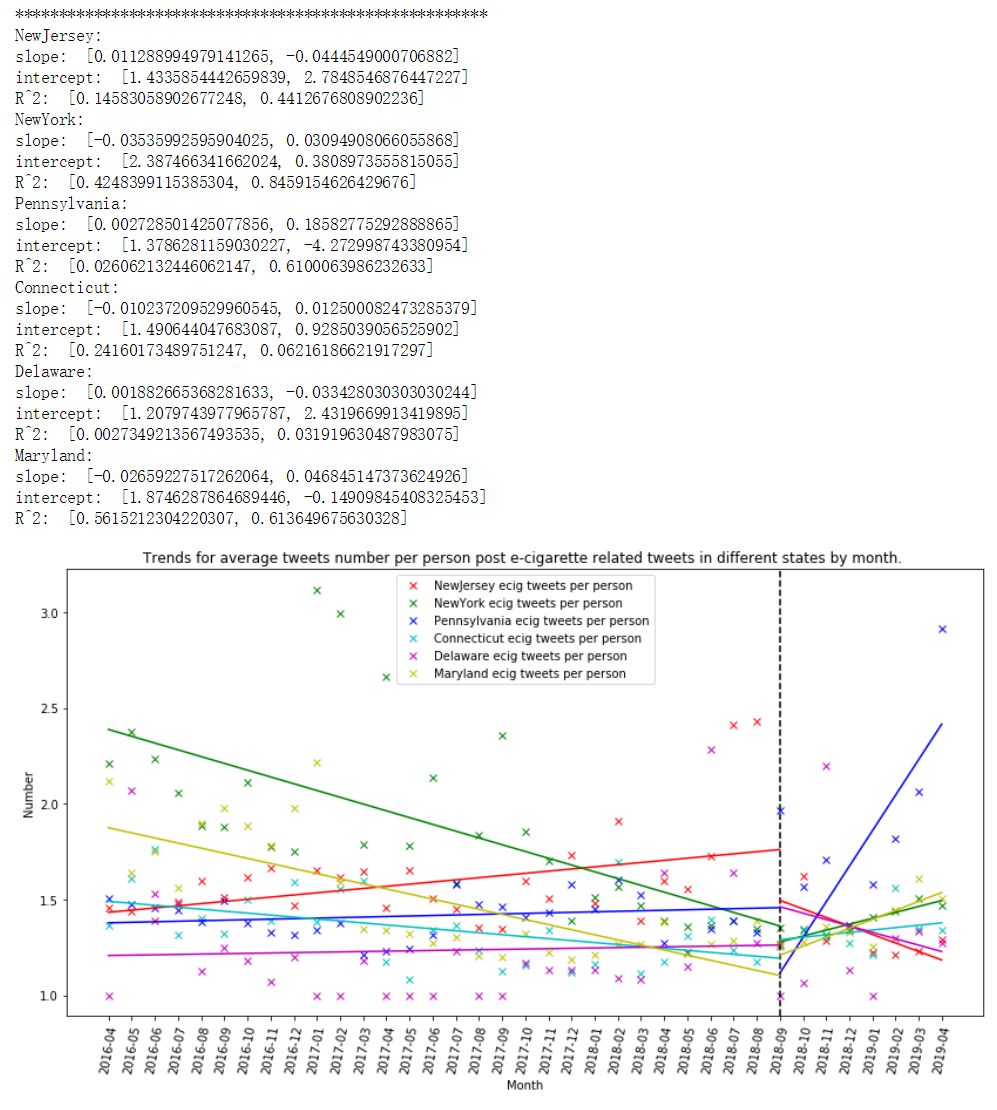 ******************************************************
NewJersey:
slope:  [0.011288994979141265, -0.0444549000706882]
intercept:  [1.4335854442659839, 2.7848546876447227]
R^2:  [0.14583058902677248, 0.4412676808902236]
NewYork:
slope:  [-0.03535992595904025, 0.03094908066055868]
intercept:  [2.387466341662024, 0.3808973555815055]
R^2:  [0.4248399115385304, 0.8459154626429676]
Pennsylvania:
slope:  [0.002728501425077856, 0.18582775292888865]
intercept:  [1.3786281159030227, -4.272998743380954]
R^2:  [0.026062132446062147, 0.6100063986232633]
Connecticut:
slope:  [-0.010237209529960545, 0.012500082473285379]
intercept:  [1.490644047683087, 0.9285039056525902]
R^2:  [0.24160173489751247, 0.06216186621917297]
Delaware:
slope:  [0.001882665368281633, -0.033428030303030244]
intercept:  [1.2079743977965787, 2.4319669913419895]
R^2:  [0.0027349213567493535, 0.031919630487983075]
Maryland:
slope:  [-0.02659227517262064, 0.046845147373624926]
intercept:  [1.8746287864689446, -0.14909845408325453]
R^2:  [0.5615212304220307, 0.613649675630328]
Trends for average tweets number per person post e-cigarette related tweets in different states by month.
NewJersey ecig tweets per person
NewYork ecig tweets per person
Pennsylvania ecig tweets per person
Connecticut ecig tweets per person
Delaware ecig tweets per person
Maryland ecig tweets per person
Number
3.0
2.5
2.0
1.5
1.0
2016-04
2016-05
2016-06
2016-07
2016-08
2016-09
2016-10
2016-11
2016-12
2017-01
2017-02
2017-03
2017-04
2017-05
2017-06
2017-07
2017-08
2017-09
2017-10
2017-11
2017-12
2018-01
2018-02
2018-03
2018-04
2018-05
2018-06
2018-07
2018-08
2018-09
2018-10
2018-11
2018-12
2019-01
2019-02
2019-03
2019-04
Month